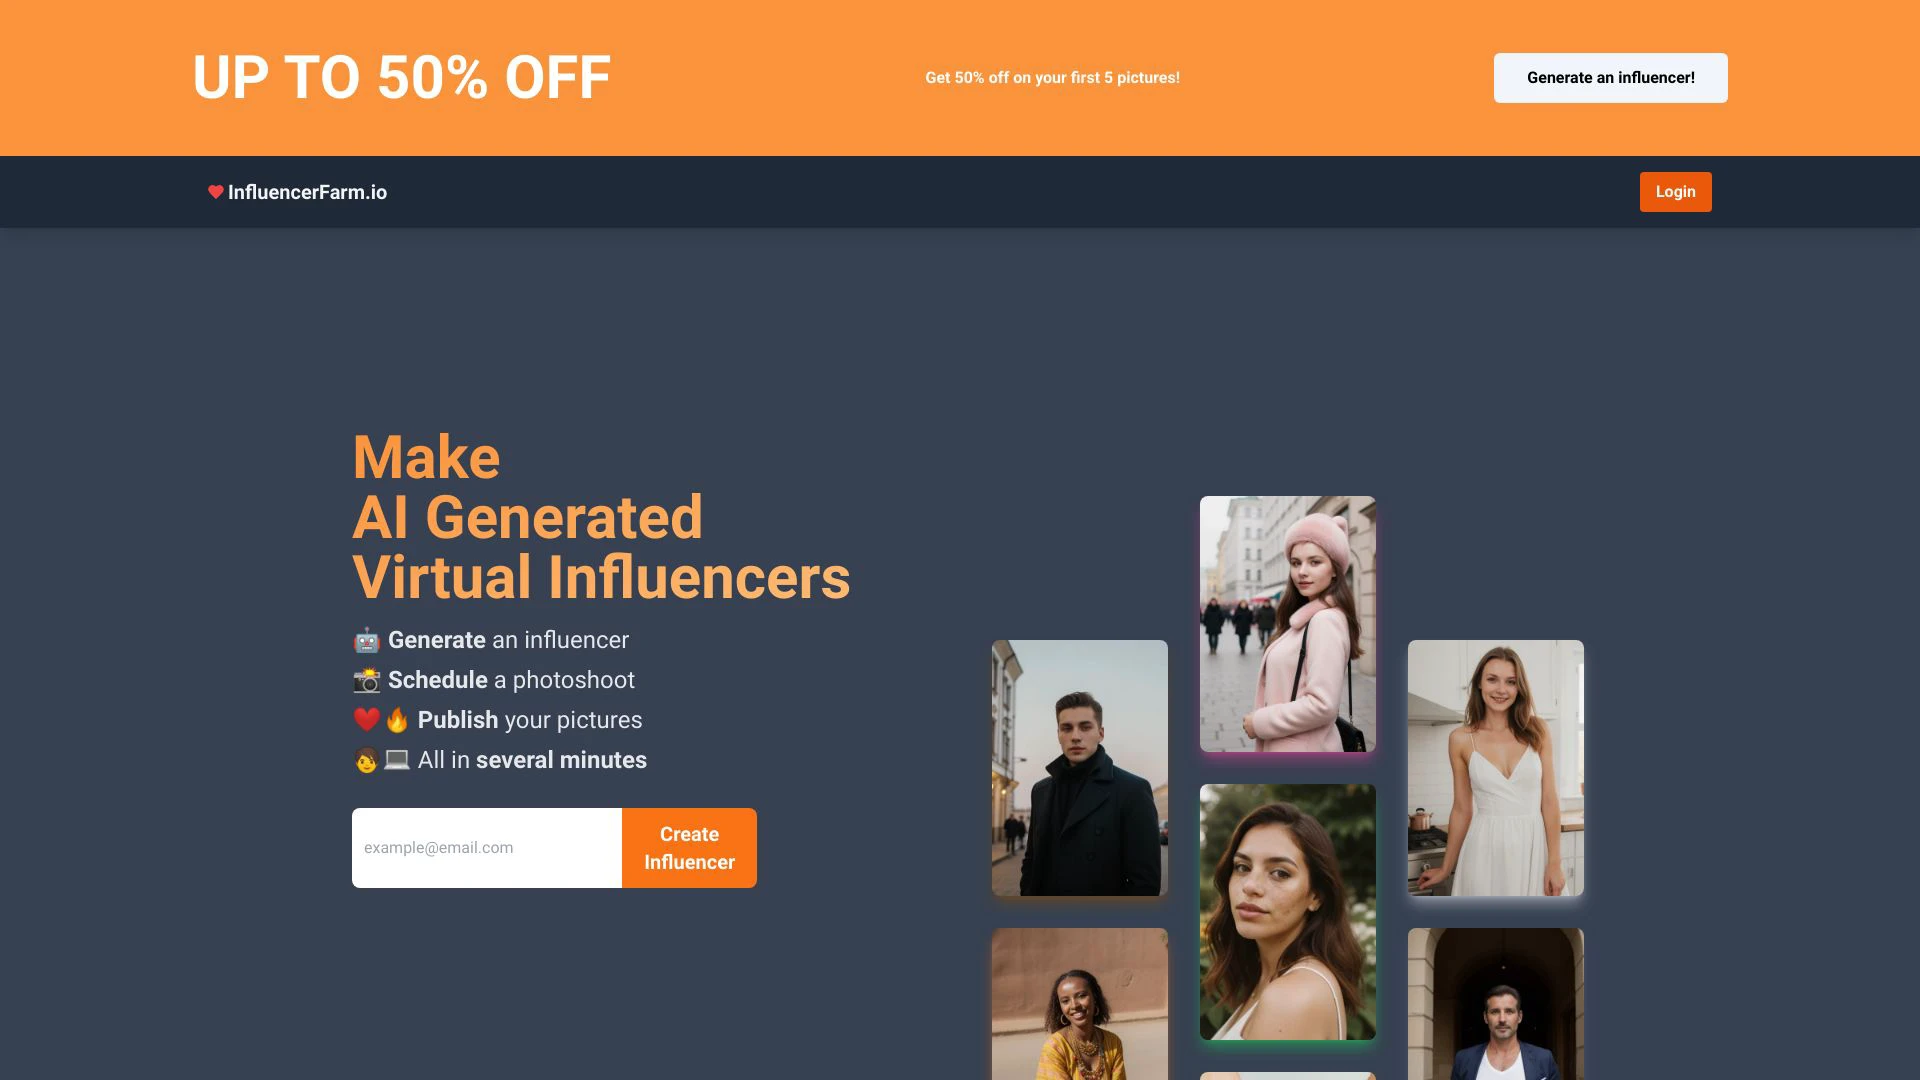 UP TO 50% OFF
Get 50% off on your first 5 pictures!
Generate an influencer!
InfluencerFarm.io
Login
Make
AI Generated
Virtual Influencers
🤖 Generate an influencer
📸 Schedule a photoshoot
❤️🔥 Publish your pictures
🧑💻 All in several minutes
example@email.com
Create
Influencer